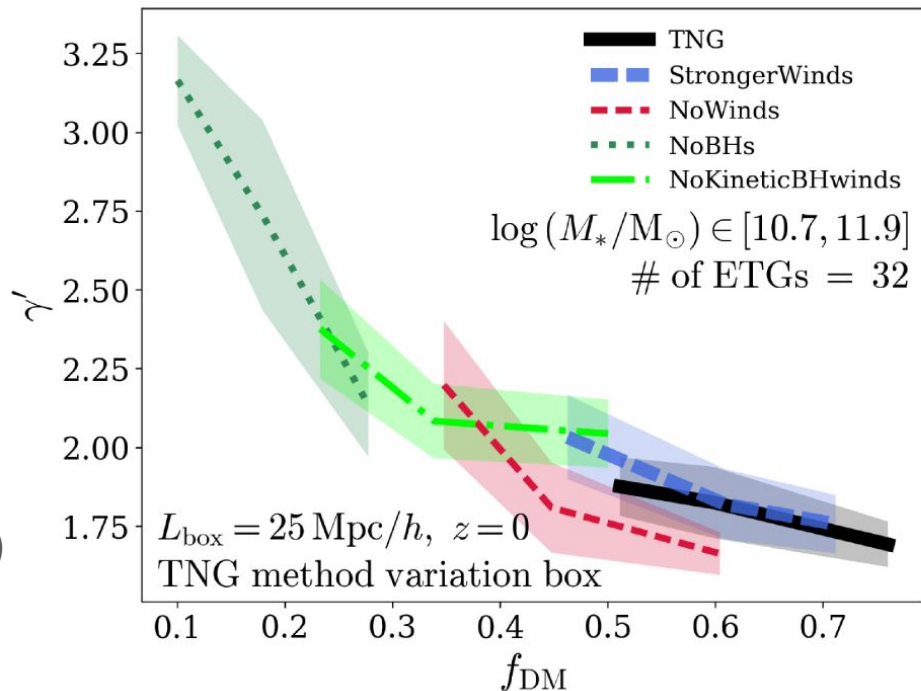 TNG
StrongerWinds
NoWinds
NoBHs
NoKineticBHwinds
log (M*/M⊙) ∈ [10.7, 11.9]
# of ETGs = 32
L_box = 25 Mpc/h, z = 0
TNG method variation box
γ′
3.25
3.00
2.75
2.50
2.25
2.00
1.75
0.1 0.2 0.3 0.4 0.5 0.6 0.7
f_DM
)